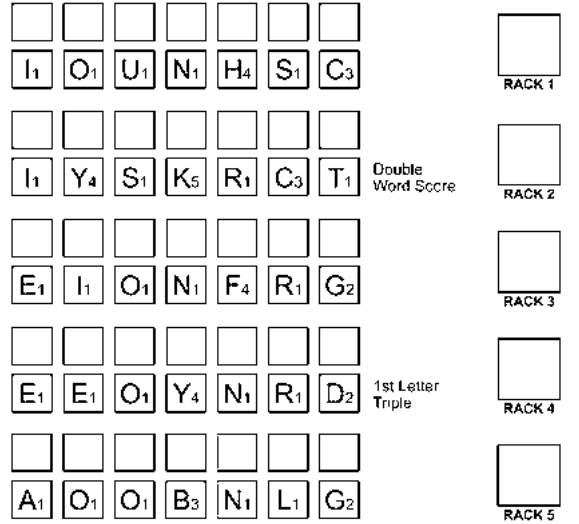 I1 O1 U1 N1 H4 S1 C3
RACK 1
I1 Y4 S1 K5 R1 C3 T1
Double
Word Score
RACK 2
E1 I1 O1 N1 F4 R1 G2
RACK 3
E1 E1 O1 Y4 N1 R1 D2
1st Letter
Triple
RACK 4
A1 O1 O1 B3 N1 L1 G2
RACK 5